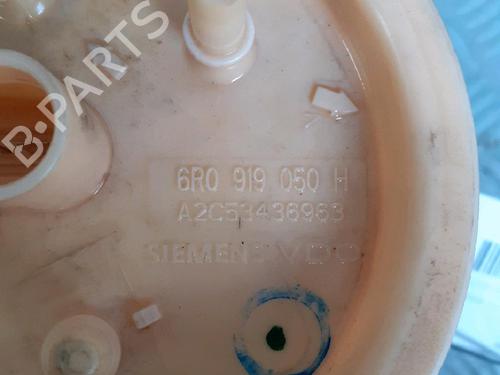 B-PARTS
6R0 919 050 H
A2C53436963
SIEMENS VDO